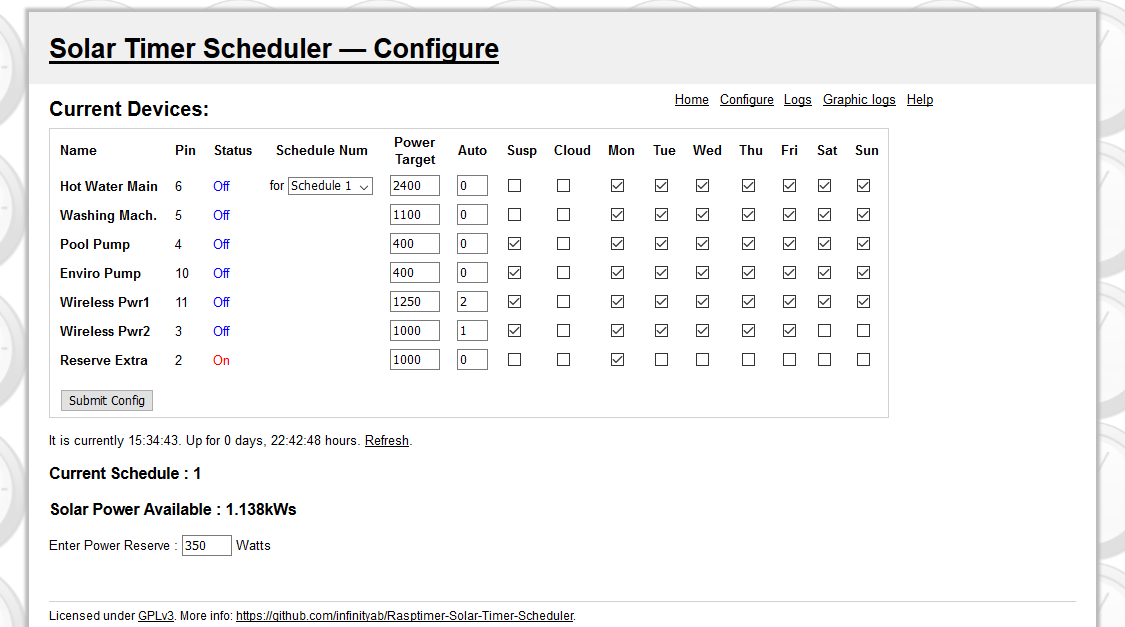 Solar Timer Scheduler — Configure
Home Configure Logs Graphic logs Help
Current Devices:
Name Pin Status Schedule Num Power Target Auto Susp Cloud Mon Tue Wed Thu Fri Sat Sun
Hot Water Main 6 Off for Schedule 1 2400 0
Washing Mach. 5 Off 1100 0
Pool Pump 4 Off 400 0
Enviro Pump 10 Off 400 0
Wireless Pwr1 11 Off 1250 2
Wireless Pwr2 3 Off 1000 1
Reserve Extra 2 On 1000 0
Submit Config
It is currently 15:34:43. Up for 0 days, 22:42:48 hours. Refresh.
Current Schedule : 1
Solar Power Available : 1.138kWs
Enter Power Reserve : 350 Watts
Licensed under GPLv3. More info: https://github.com/infinityab/Rasptimer-Solar-Timer-Scheduler.